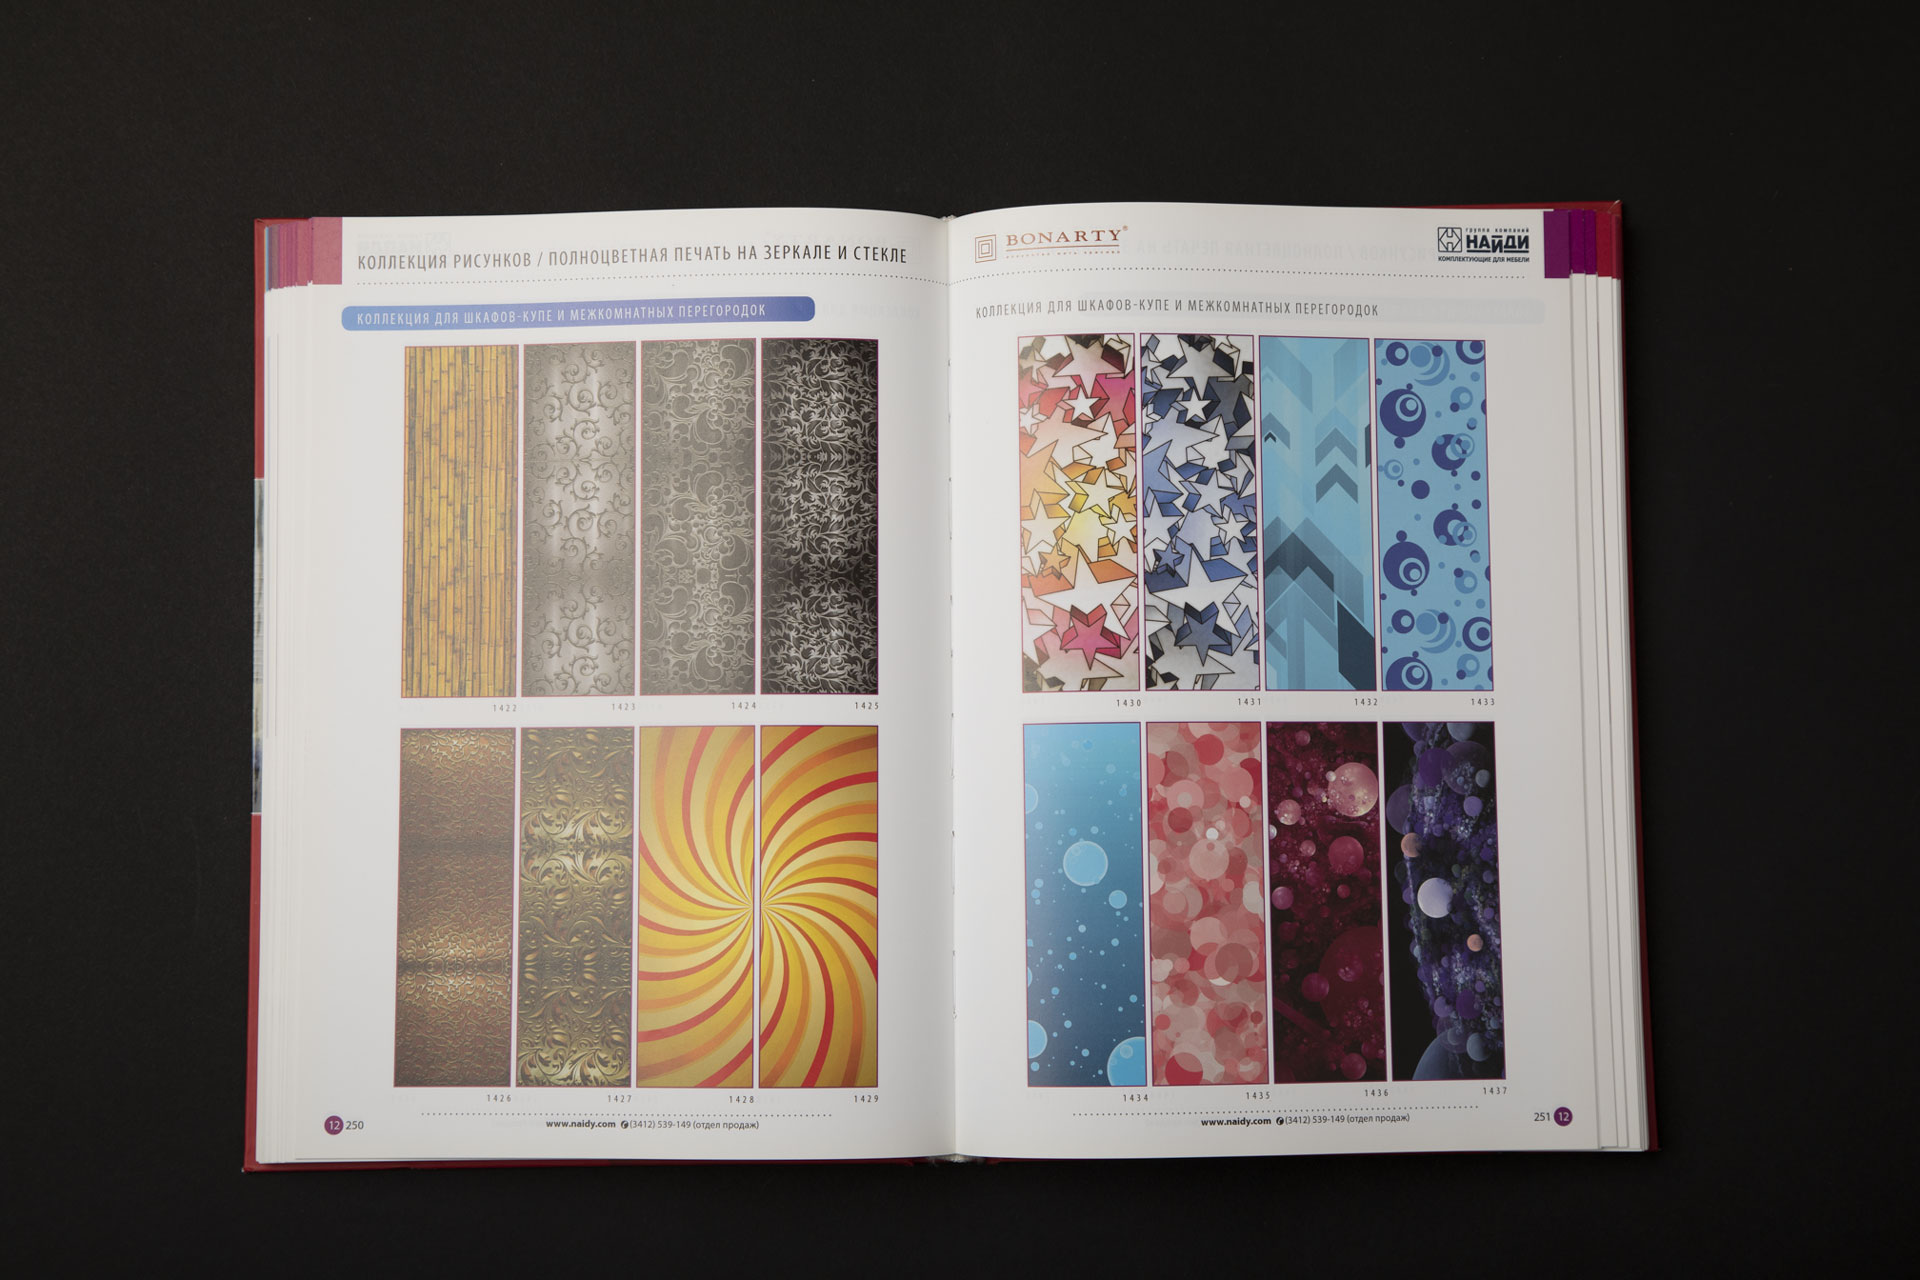 КОЛЛЕКЦИЯ РИСУНКОВ / ПОЛНОЦВЕТНАЯ ПЕЧАТЬ НА ЗЕРКАЛЕ И СТЕКЛЕ
КОЛЛЕКЦИЯ ДЛЯ ШКАФОВ-КУПЕ И МЕЖКОМНАТНЫХ ПЕРЕГОРОДОК
1422 1423 1424 1425
1426 1427 1428 1429
12 250
www.naidy.com (3412) 539-149 (отдел продаж)
BONARTY®
группа компаний
НАЙДИ
КОМПЛЕКТУЮЩИЕ ДЛЯ МЕБЕЛИ
КОЛЛЕКЦИЯ ДЛЯ ШКАФОВ-КУПЕ И МЕЖКОМНАТНЫХ ПЕРЕГОРОДОК
1430 1431 1432 1433
1434 1435 1436 1437
www.naidy.com (3412) 539-149 (отдел продаж)
251 12